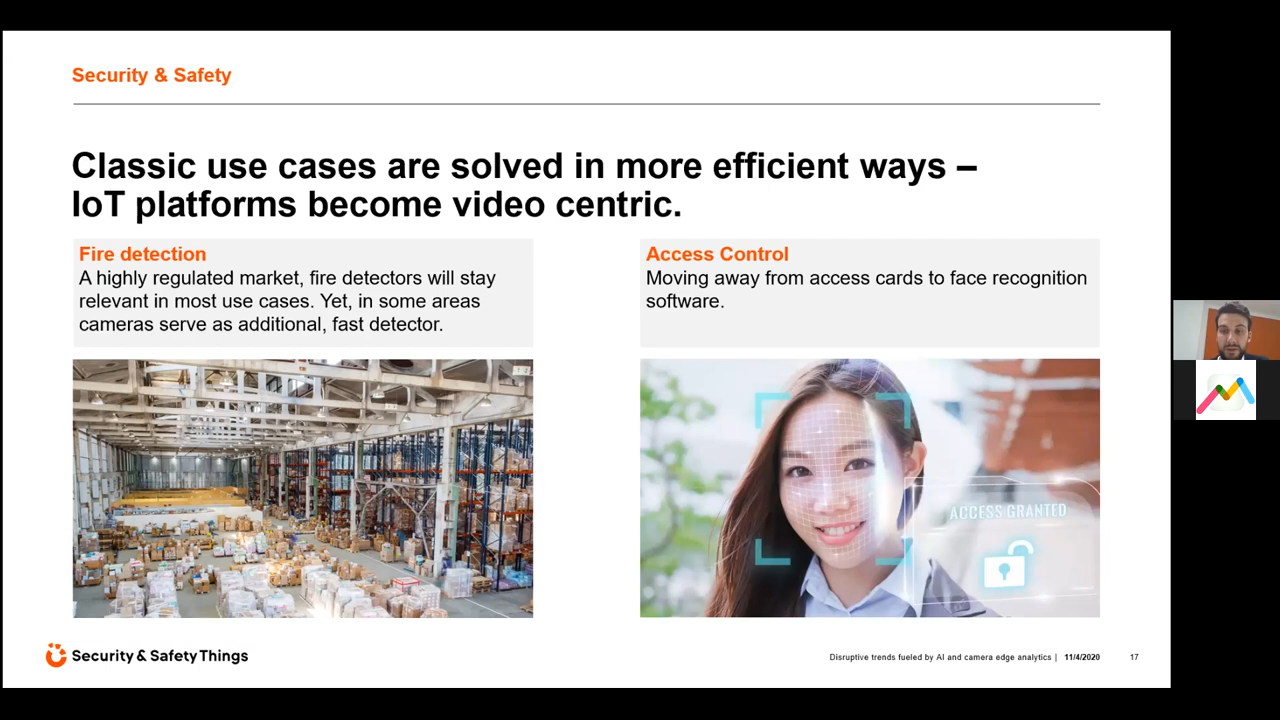 Security & Safety
Classic use cases are solved in more efficient ways –
IoT platforms become video centric.
Fire detection
A highly regulated market, fire detectors will stay
relevant in most use cases. Yet, in some areas
cameras serve as additional, fast detector.
Access Control
Moving away from access cards to face recognition
software.
ACCESS GRANTED
Security & Safety Things
Disruptive trends fueled by AI and camera edge analytics | 11/4/2020 17